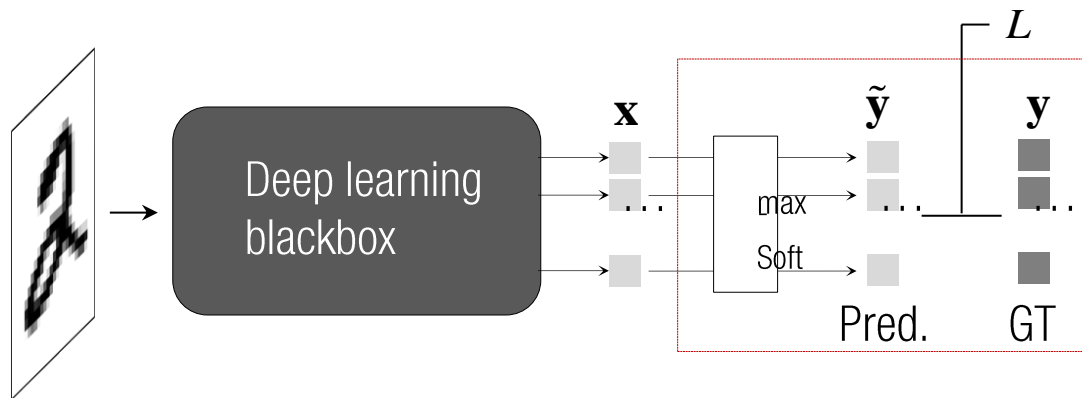 L
x
ỹ
y
Deep learning
blackbox
...
...
...
max
Soft
Pred.
GT